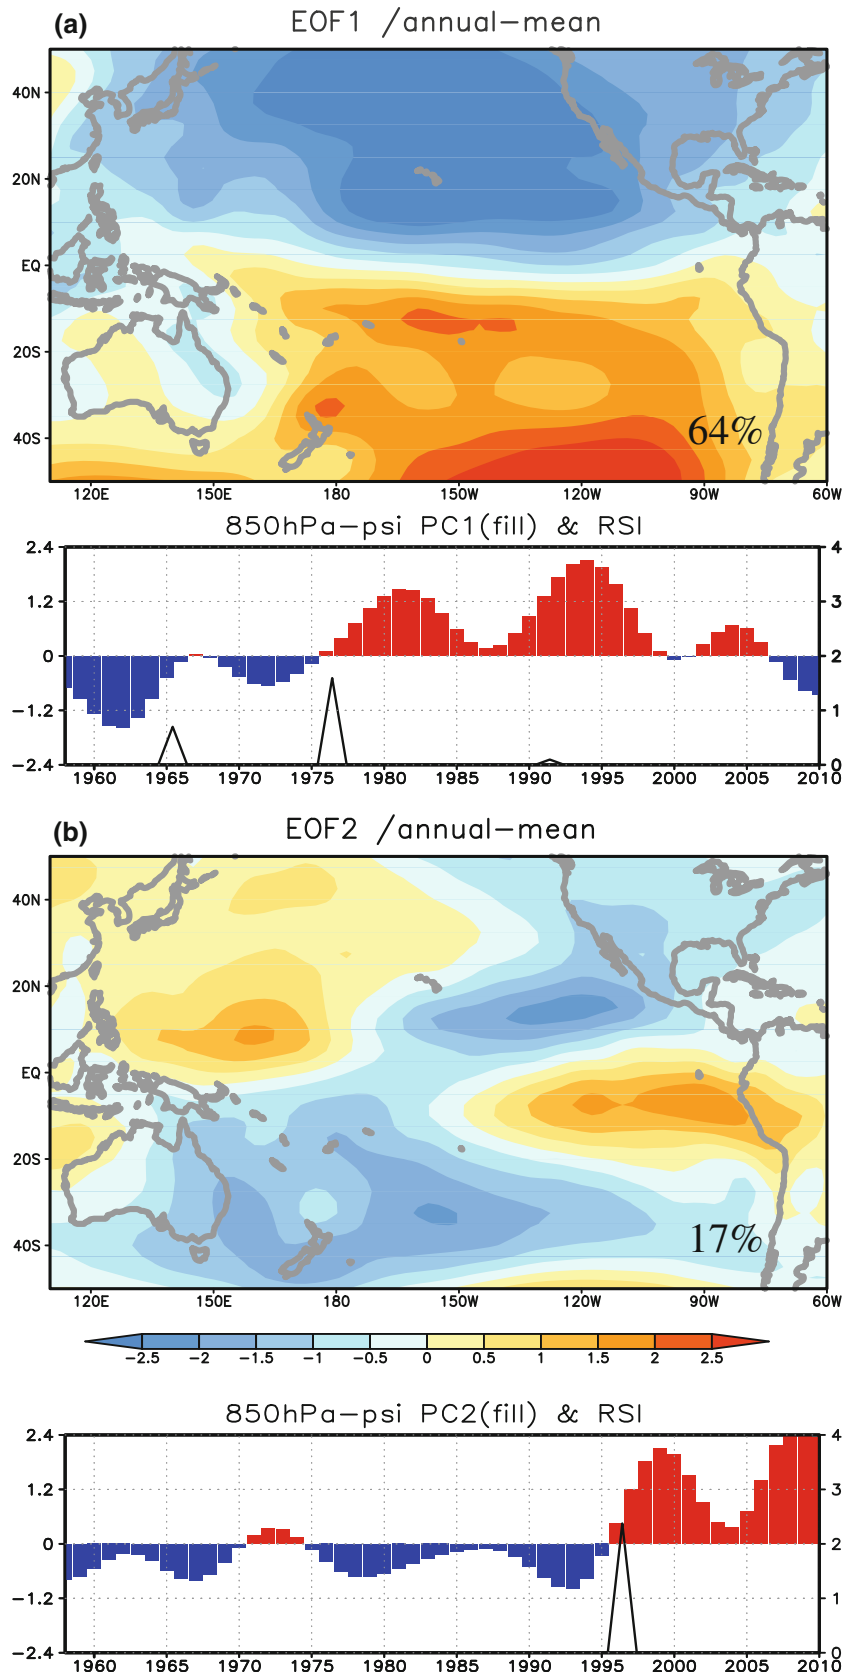 (a) EOF1 /annual-mean
40N
20N
EQ
20S
40S
64%
120E 150E 180 150W 120W 90W 60W
850hPa-psi PC1(fill) & RSI
2.4 4
1.2 3
0 2
-1.2 1
-2.4 0
1960 1965 1970 1975 1980 1985 1990 1995 2000 2005 2010
(b) EOF2 /annual-mean
40N
20N
EQ
20S
40S
17%
120E 150E 180 150W 120W 90W 60W
-2.5 -2 -1.5 -1 -0.5 0 0.5 1 1.5 2 2.5
850hPa-psi PC2(fill) & RSI
2.4 4
1.2 3
0 2
-1.2 1
-2.4 0
1960 1965 1970 1975 1980 1985 1990 1995 2000 2005 2010